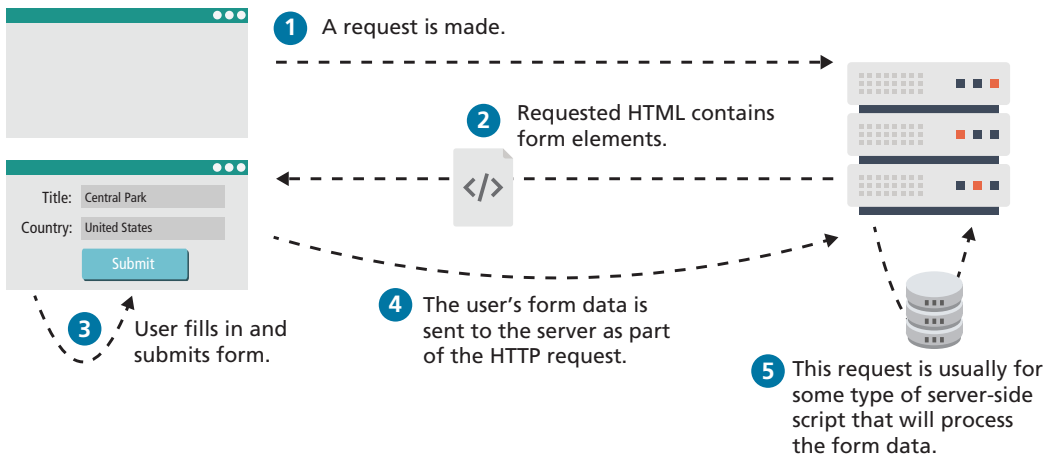 1 A request is made.
2 Requested HTML contains
form elements.
</>
Title: Central Park
Country: United States
Submit
3 User fills in and
submits form.
4 The user’s form data is
sent to the server as part
of the HTTP request.
5 This request is usually for
some type of server-side
script that will process
the form data.